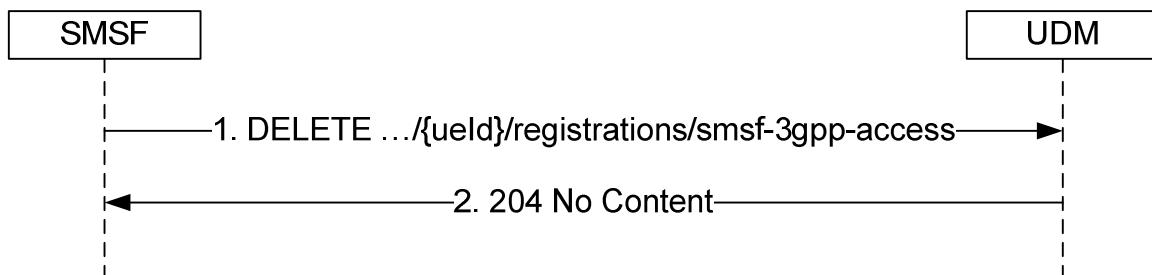 SMSF
UDM
1. DELETE …/{ueId}/registrations/smsf-3gpp-access
2. 204 No Content